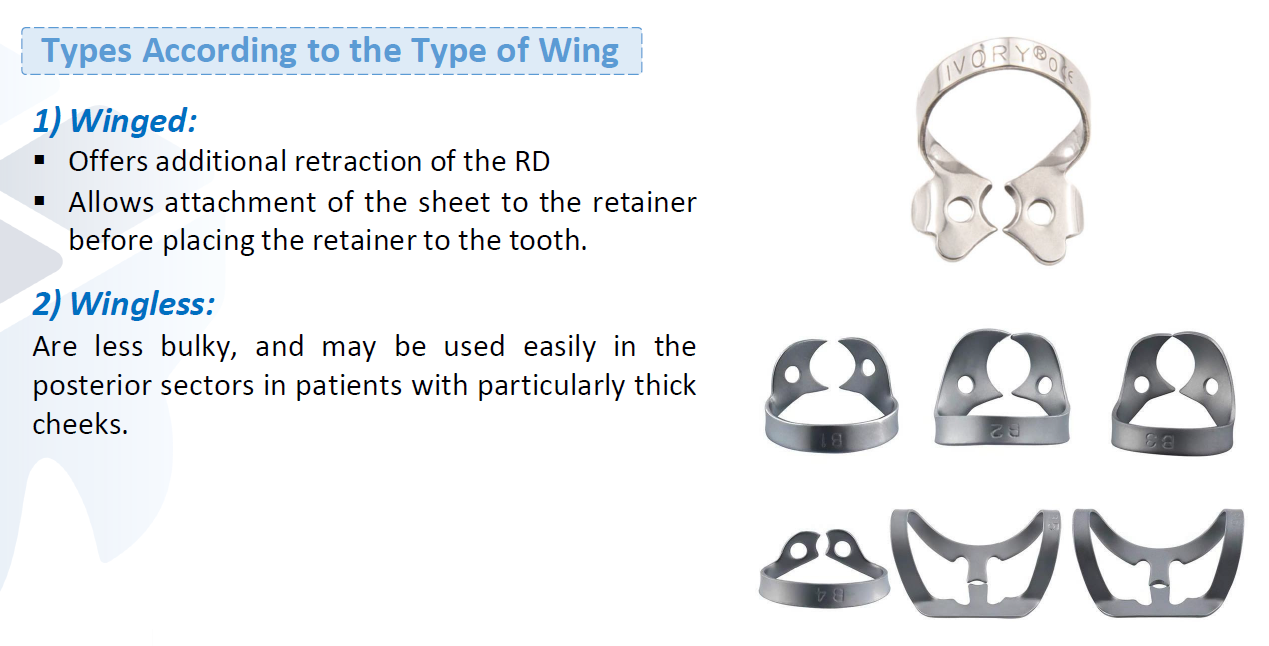 Types According to the Type of Wing
1) Winged:
▪ Offers additional retraction of the RD
▪ Allows attachment of the sheet to the retainer
before placing the retainer to the tooth.
2) Wingless:
Are less bulky, and may be used easily in the
posterior sectors in patients with particularly thick
cheeks.
IVORY®
B1
B2
B3
B4